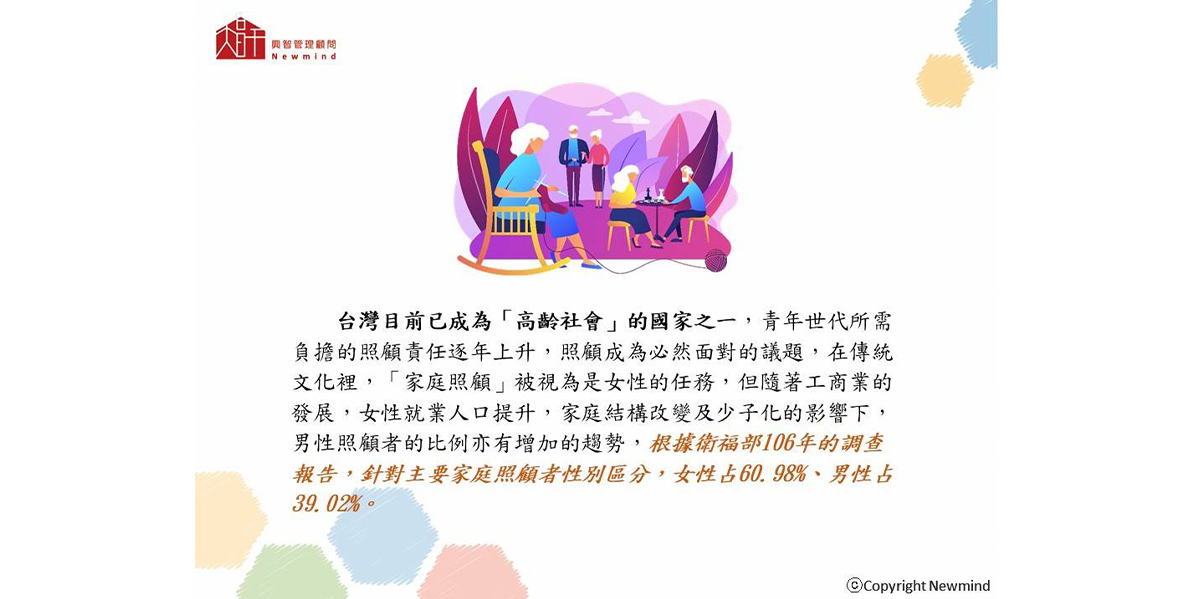 興智管理顧問
Newmind
台灣目前已成為「高齡社會」的國家之一，青年世代所需
負擔的照顧責任逐年上升，照顧成為必然面對的議題，在傳統
文化裡，「家庭照顧」被視為是女性的任務，但隨著工商業的
發展，女性就業人口提升，家庭結構改變及少子化的影響下，
男性照顧者的比例亦有增加的趨勢，根據衛福部106年的調查
報告，針對主要家庭照顧者性別區分，女性占60.98%、男性占
39.02%。
©Copyright Newmind